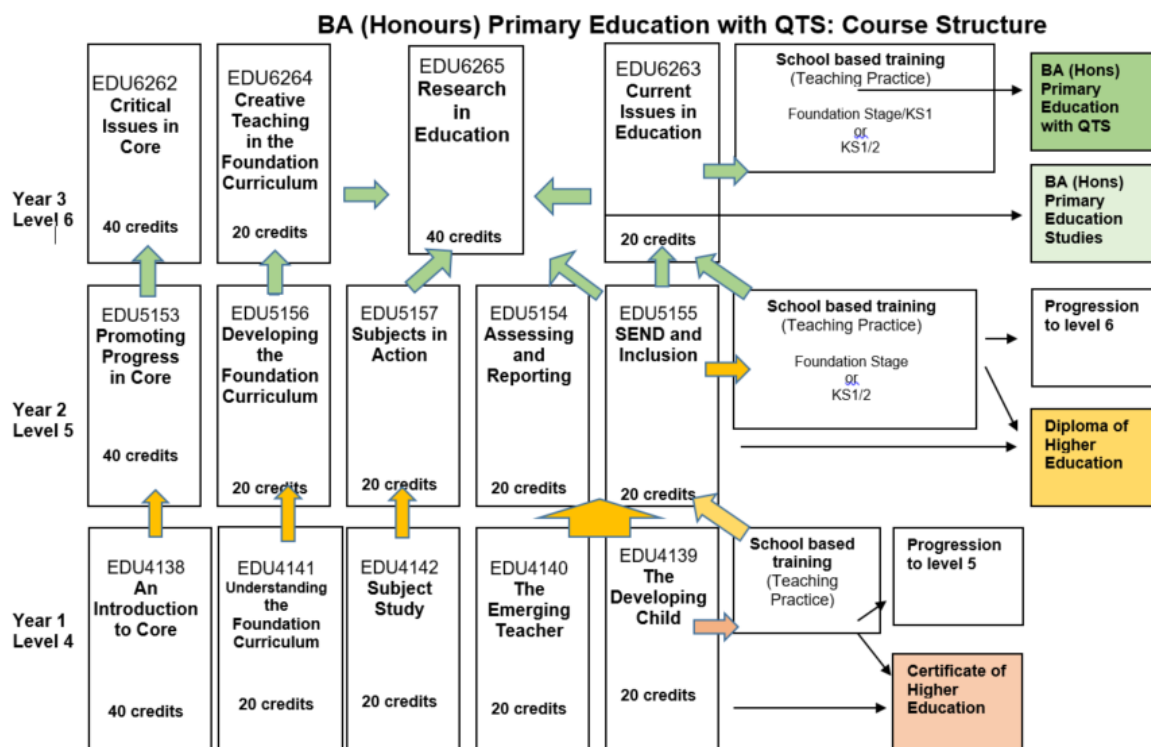 BA (Honours) Primary Education with QTS: Course Structure
Year 3
Level 6
EDU6262
Critical
Issues in
Core
40 credits
EDU6264
Creative
Teaching
in the
Foundation
Curriculum
20 credits
EDU6265
Research
in
Education
40 credits
EDU6263
Current
Issues in
Education
20 credits
School based training
(Teaching Practice)
Foundation Stage/KS1
or
KS1/2
BA (Hons)
Primary
Education
with QTS
BA (Hons)
Primary
Education
Studies
Year 2
Level 5
EDU5153
Promoting
Progress
in Core
40 credits
EDU5156
Developing
the
Foundation
Curriculum
20 credits
EDU5157
Subjects in
Action
20 credits
EDU5154
Assessing
and
Reporting
20 credits
EDU5155
SEND and
Inclusion
20 credits
School based training
(Teaching Practice)
Foundation Stage
or
KS1/2
Progression
to level 6
Diploma of
Higher
Education
Year 1
Level 4
EDU4138
An
Introduction
to Core
40 credits
EDU4141
Understanding
the
Foundation
Curriculum
20 credits
EDU4142
Subject
Study
20 credits
EDU4140
The
Emerging
Teacher
20 credits
EDU4139
The
Developing
Child
20 credits
School based
training
(Teaching
Practice)
Progression
to level 5
Certificate of
Higher
Education